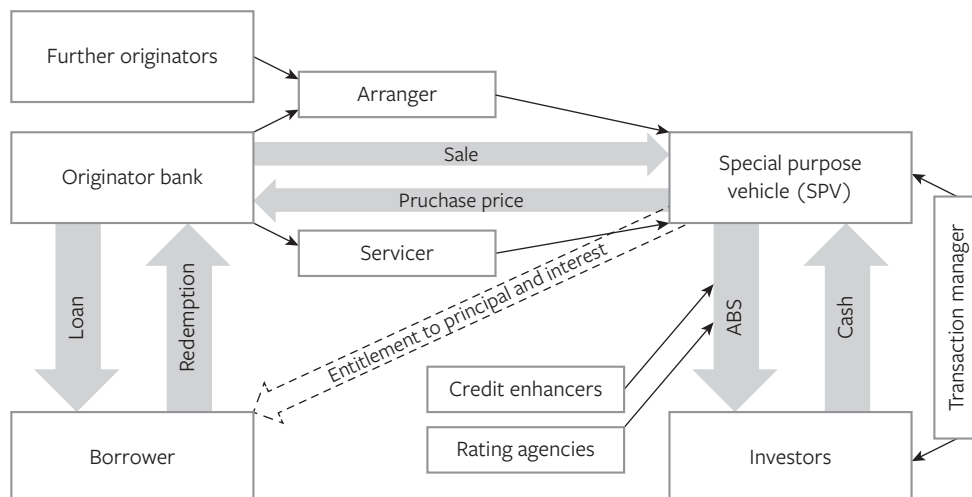 Further originators
Arranger
Originator bank
Sale
Special purpose
vehicle (SPV)
Pruchase price
Servicer
Loan
Redemption
Entitlement to principal and interest
ABS
Cash
Transaction manager
Credit enhancers
Rating agencies
Borrower
Investors